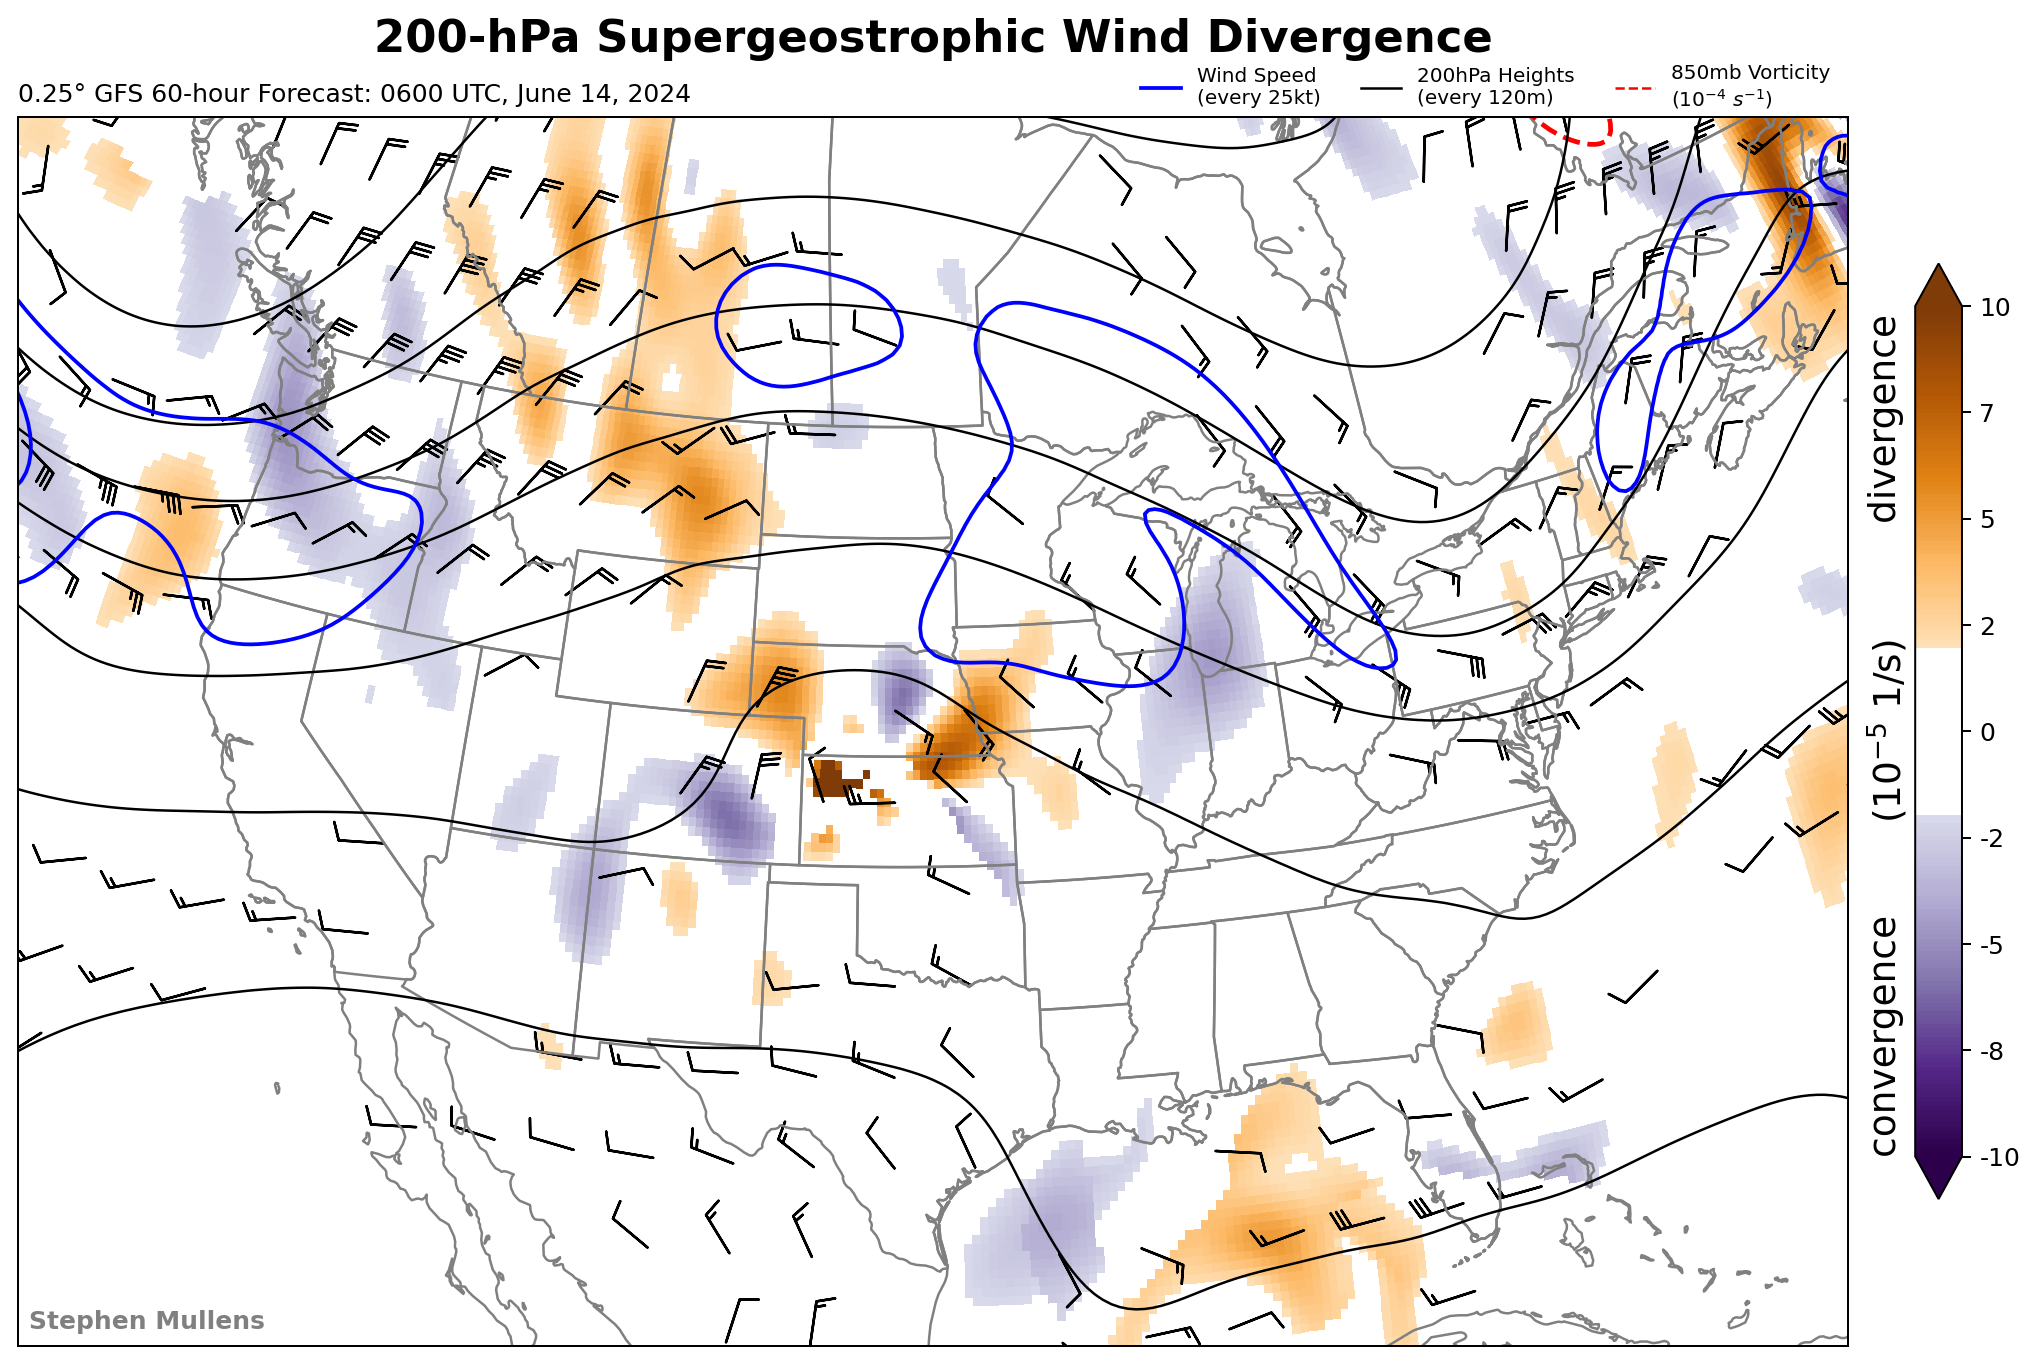 200-hPa Supergeostrophic Wind Divergence
0.25° GFS 60-hour Forecast: 0600 UTC, June 14, 2024
Wind Speed
(every 25kt)
200hPa Heights
(every 120m)
850mb Vorticity
(10⁻⁴ s⁻¹)
10
7
5
2
0
-2
-5
-8
-10
convergence (10⁻⁵ 1/s) divergence
Stephen Mullens